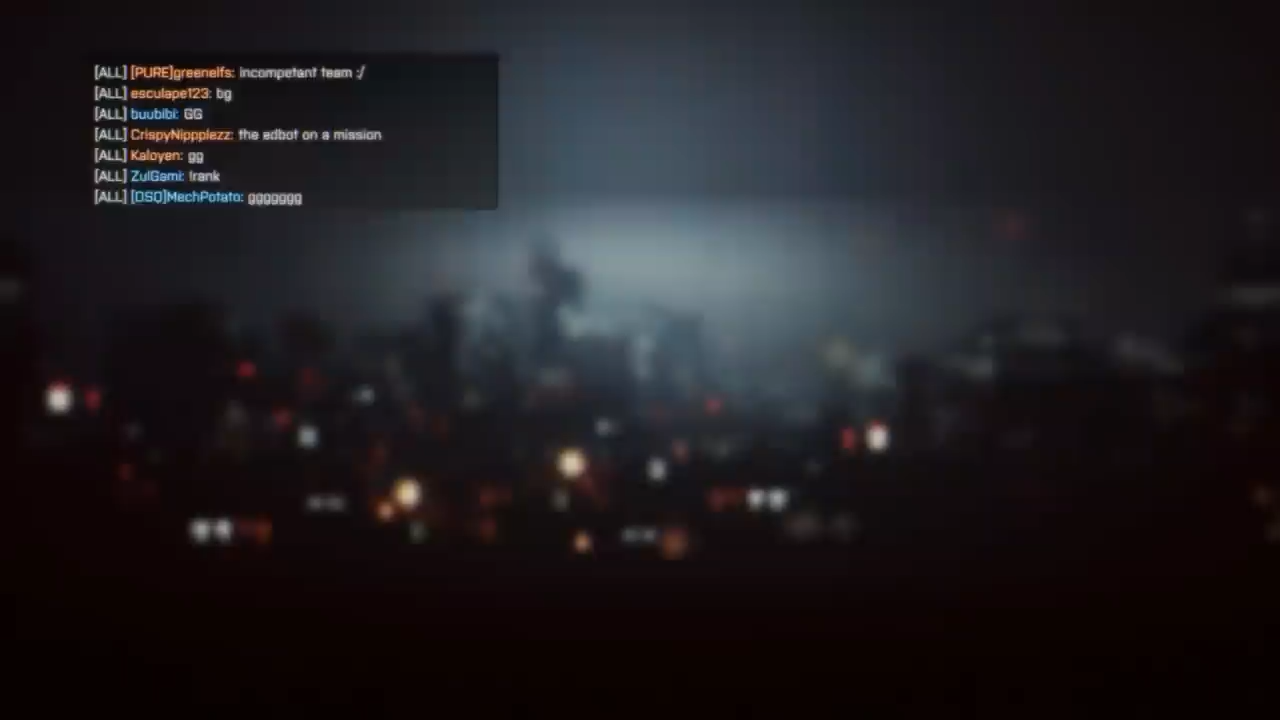 [ALL] [PURE]greenelfs: incompetant team :/
[ALL] esculape123: bg
[ALL] buubibi: GG
[ALL] CrispyNippplezz: the edbot on a mission
[ALL] Kaloyen: gg
[ALL] ZulGami: !rank
[ALL] [DSO]MechPotato: ggggggg